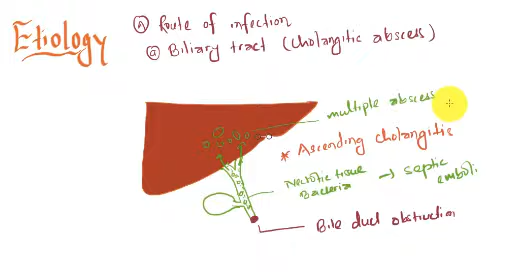 Etiology
(A) Route of infection
(a) Biliary tract (Cholangitic abscess)
multiple abscess
* Ascending Cholangitic
Necrotic tissue
Bacteria → septic
emboli
Bile duct obstruction